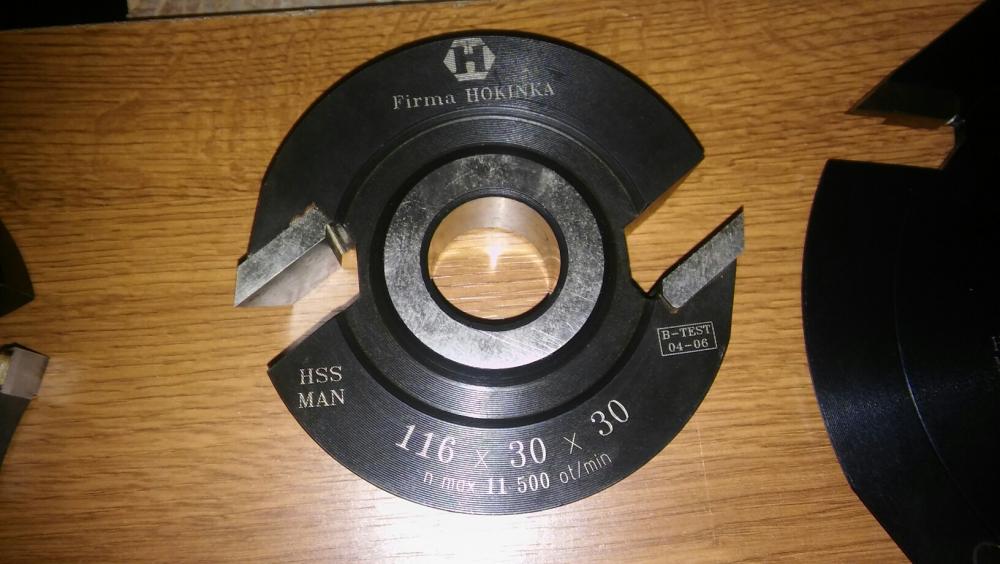 H
Firma HOKINKA
B-TEST
04-06
HSS
MAN
116 x 30 x 30
n max 11 500 ot/min